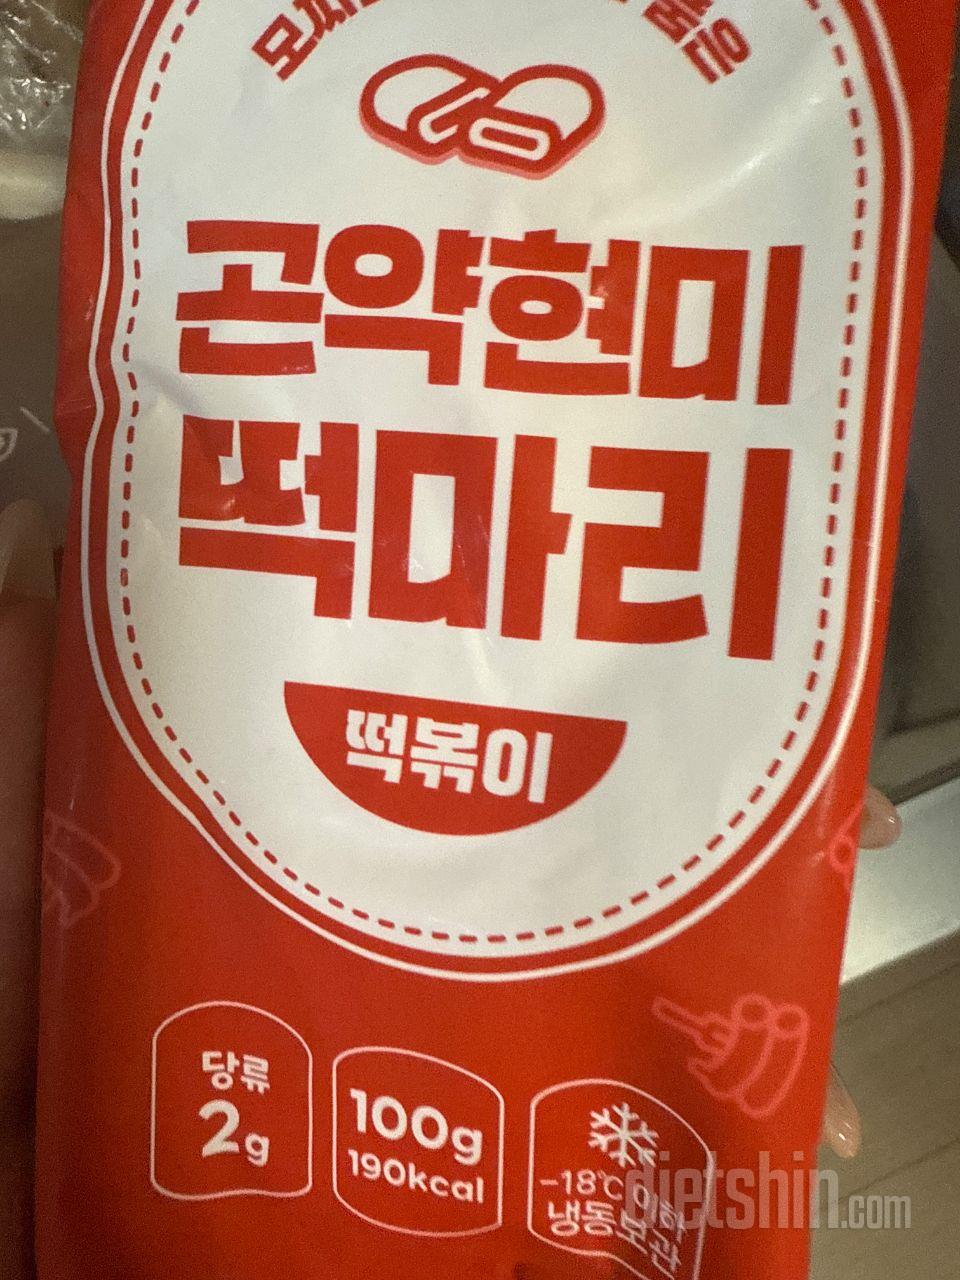 곤약현미
떡마리
떡볶이
당류
2g
100g
190kcal
-18℃ 이하
냉동보관
dietshin.com